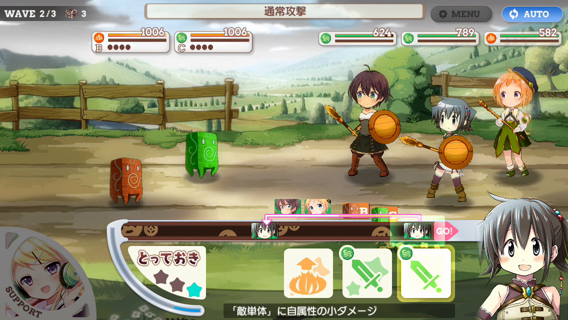 WAVE 2/3 3
通常攻撃
MENU
AUTO
1006
B
1006
C
624
789
582
B
GO!
とっておき
SUPPORT
「敵単体」に自属性の小ダメージ